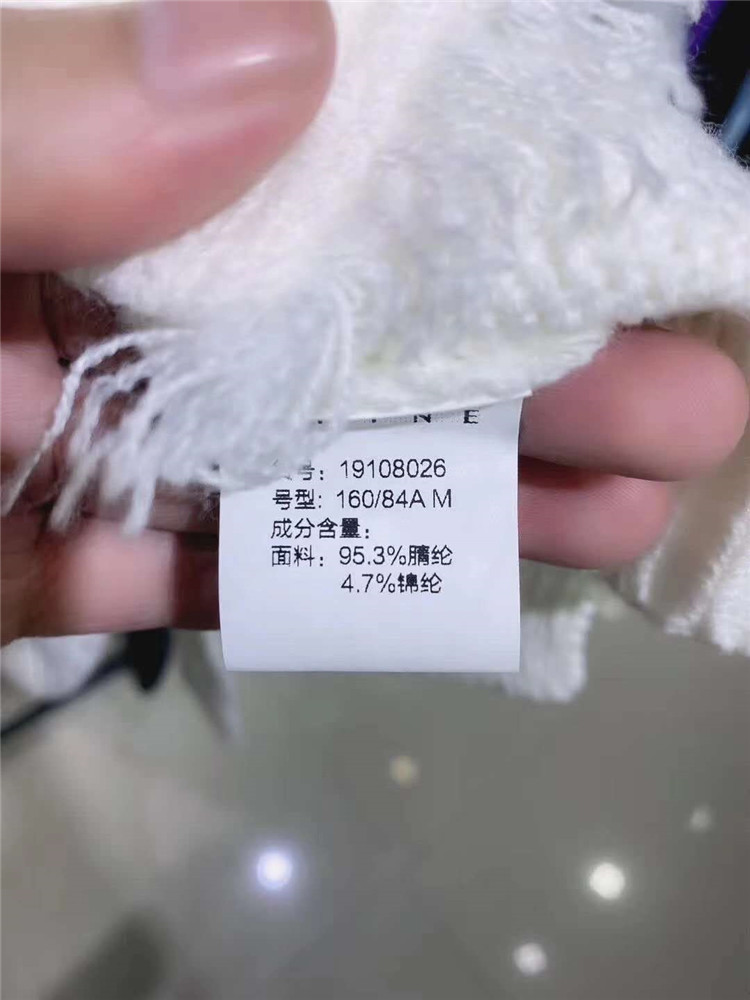 I N E
号: 19108026
号型: 160/84A M
成分含量:
面料: 95.3%腈纶
4.7%锦纶